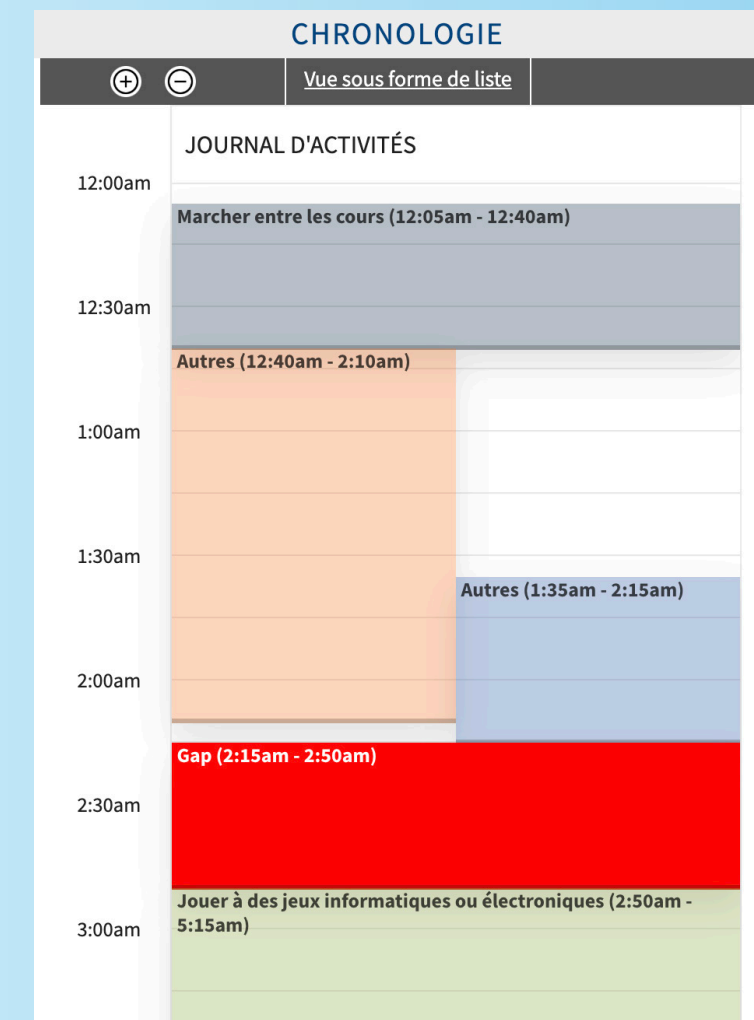 CHRONOLOGIE
Vue sous forme de liste
JOURNAL D'ACTIVITÉS
12:00am
Marcher entre les cours (12:05am - 12:40am)
12:30am
Autres (12:40am - 2:10am)
1:00am
1:30am
Autres (1:35am - 2:15am)
2:00am
Gap (2:15am - 2:50am)
2:30am
Jouer à des jeux informatiques ou électroniques (2:50am -
5:15am)
3:00am